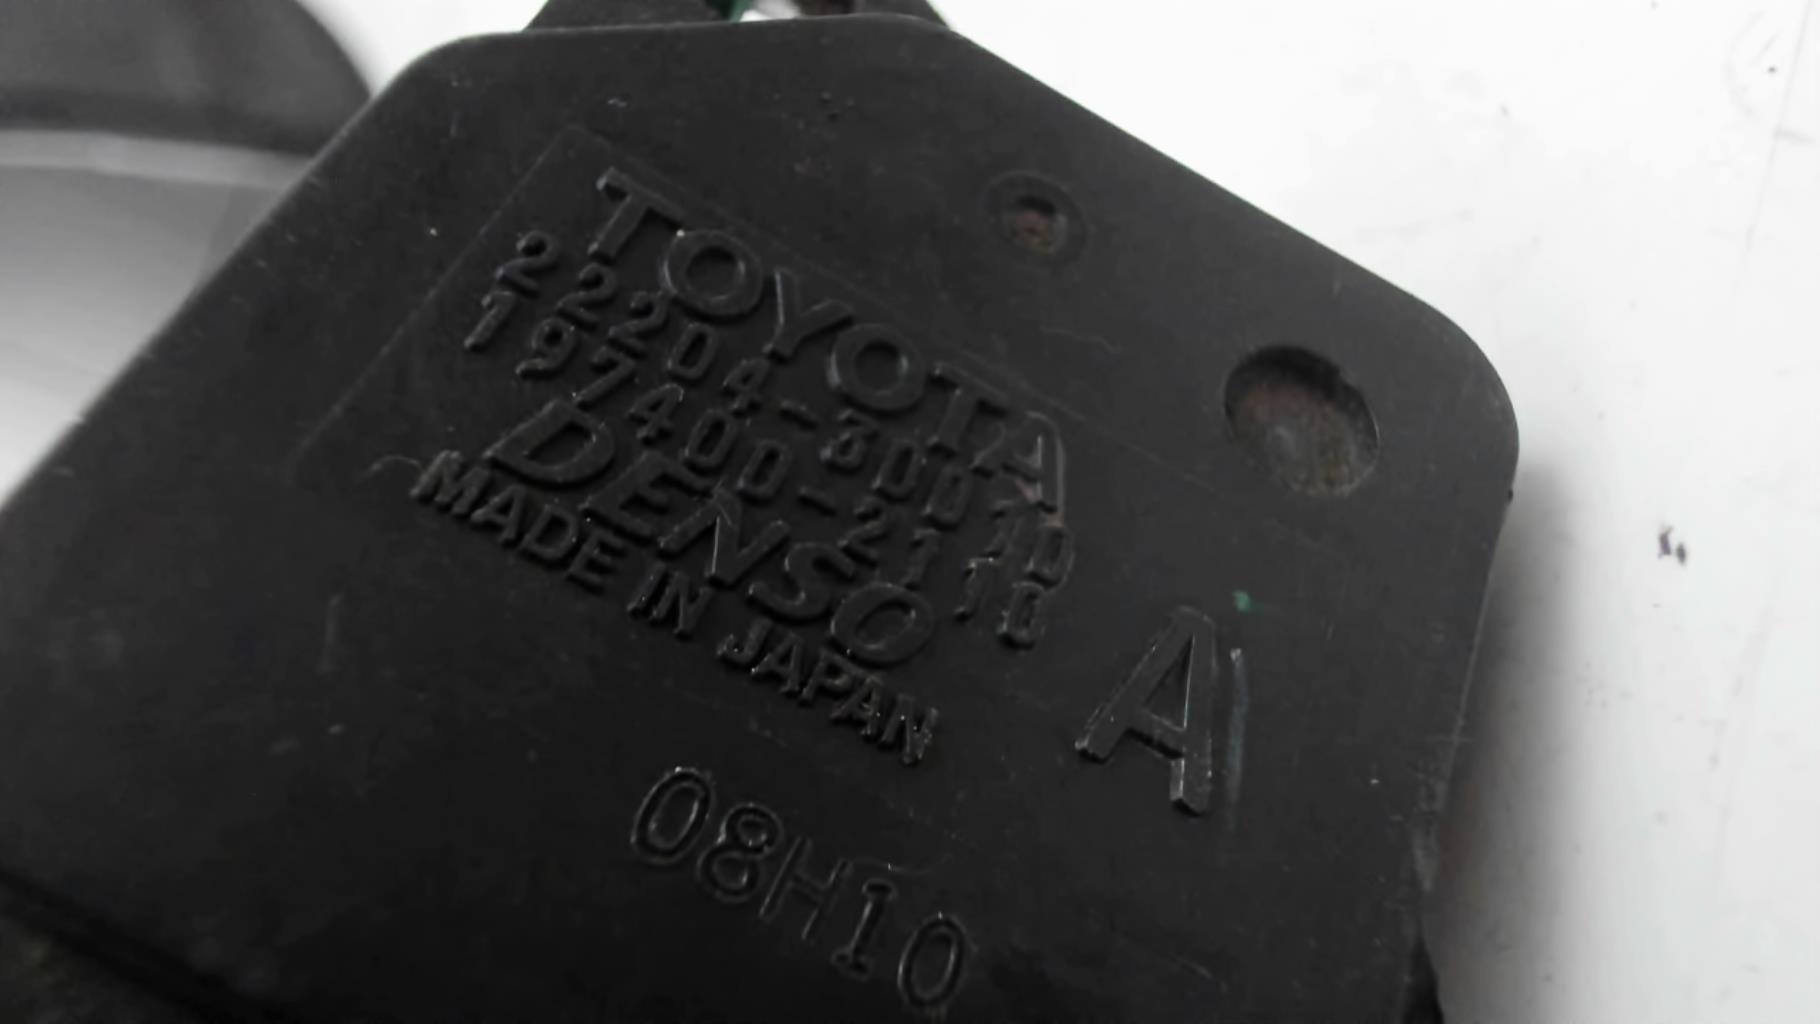 TOYOTA
22204-30010
197400-2110
DENSO
MADE IN JAPAN
A
08H10